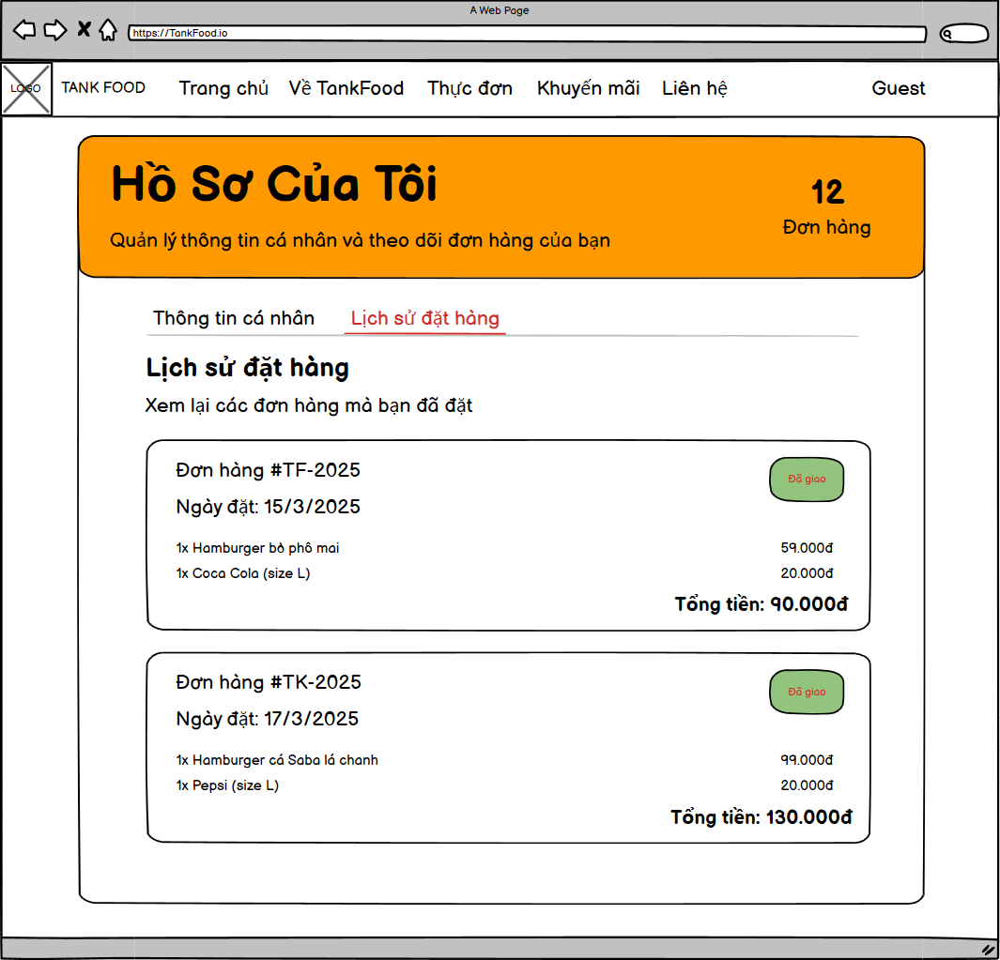 A Web Page
https://TankFood.io
LOGO
TANK FOOD
Trang chủ
Về TankFood
Thực đơn
Khuyến mãi
Liên hệ
Guest
Hồ Sơ Của Tôi
12
Đơn hàng
Quản lý thông tin cá nhân và theo dõi đơn hàng của bạn
Thông tin cá nhân
Lịch sử đặt hàng
Lịch sử đặt hàng
Xem lại các đơn hàng mà bạn đã đặt
Đơn hàng #TF-2025
Đã giao
Ngày đặt: 15/3/2025
1x Hamburger bò phô mai
59.000đ
1x Coca Cola (size L)
20.000đ
Tổng tiền: 90.000đ
Đơn hàng #TK-2025
Đã giao
Ngày đặt: 17/3/2025
1x Hamburger cá Saba lá chanh
99.000đ
1x Pepsi (size L)
20.000đ
Tổng tiền: 130.000đ